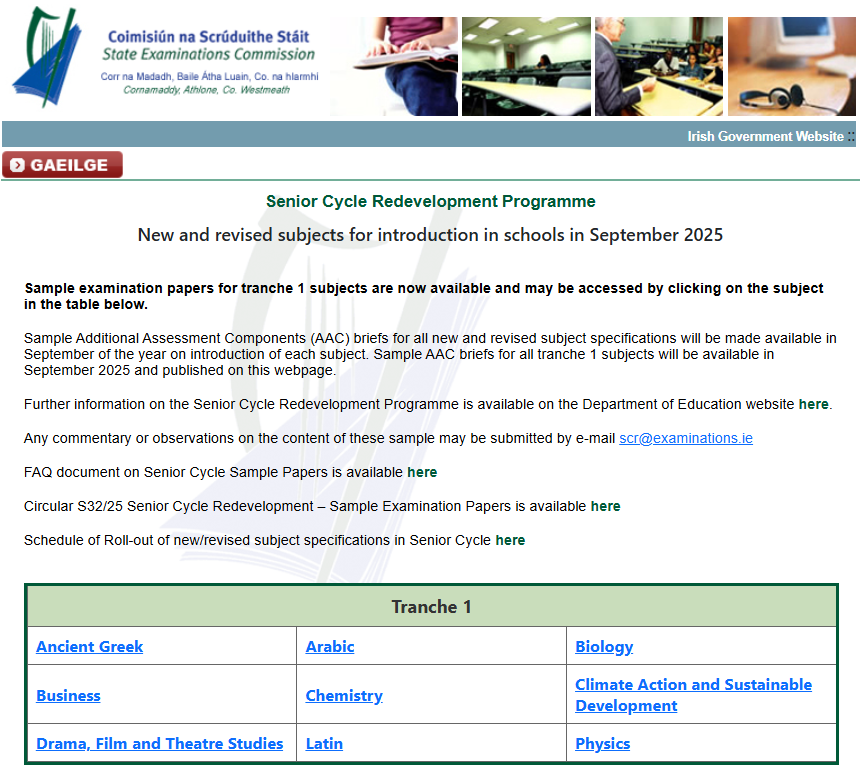 Coimisiún na Scrúduithe Stáit
State Examinations Commission
Corr na Madadh, Baile Átha Luain, Co. na hIarmhí
Cornamaddy, Athlone, Co. Westmeath
Irish Government Website ::
GAEILGE
Senior Cycle Redevelopment Programme
New and revised subjects for introduction in schools in September 2025
Sample examination papers for tranche 1 subjects are now available and may be accessed by clicking on the subject
in the table below.
Sample Additional Assessment Components (AAC) briefs for all new and revised subject specifications will be made available in
September of the year on introduction of each subject. Sample AAC briefs for all tranche 1 subjects will be available in
September 2025 and published on this webpage.
Further information on the Senior Cycle Redevelopment Programme is available on the Department of Education website here.
Any commentary or observations on the content of these sample may be submitted by e-mail scr@examinations.ie
FAQ document on Senior Cycle Sample Papers is available here
Circular S32/25 Senior Cycle Redevelopment – Sample Examination Papers is available here
Schedule of Roll-out of new/revised subject specifications in Senior Cycle here
Tranche 1
Ancient Greek
Arabic
Biology
Business
Chemistry
Climate Action and Sustainable
Development
Drama, Film and Theatre Studies
Latin
Physics